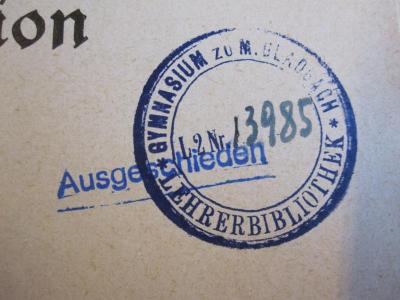 ion
* GYMNASIUM zu M. GLADBACH *
L. 2 Nr. 13985
LEHRERBIBLIOTHEK
Ausgeschieden